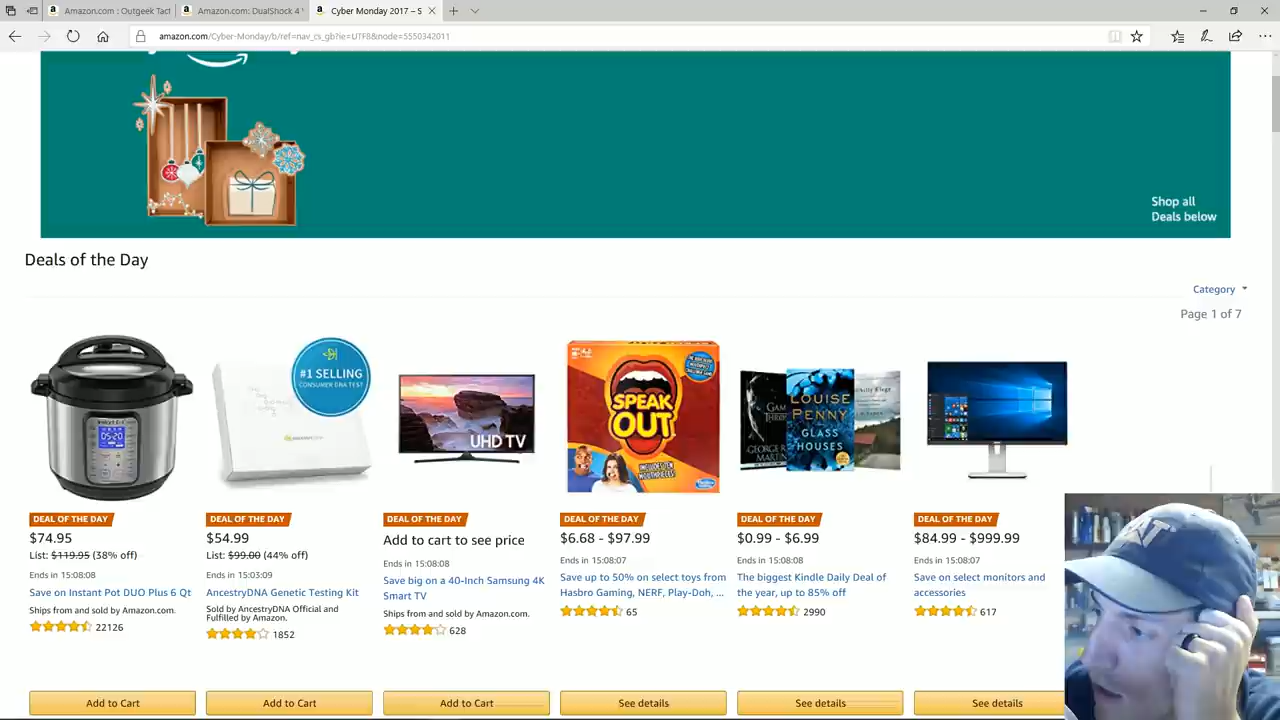 Amazon.com : Outgeek Tact
Amazon.com: DualShock 4
Cyber Monday 2017 – S
amazon.com/Cyber-Monday/b/ref=nav_cs_gb?ie=UTF8&node=5550342011
Shop all
Deals below
Deals of the Day
Category
Page 1 of 7
#1 SELLING
CONSUMER DNA TEST
UHD TV
SPEAK
OUT
INCLUDES TEN
MOUTHPIECES!
LOUISE
PENNY
GLASS
HOUSES
DEAL OF THE DAY
$74.95
List: $119.95 (38% off)
Ends in 15:08:08
Save on Instant Pot DUO Plus 6 Qt
Ships from and sold by Amazon.com.
22126
Add to Cart
DEAL OF THE DAY
$54.99
List: $99.00 (44% off)
Ends in 15:03:09
AncestryDNA Genetic Testing Kit
Sold by AncestryDNA Official and
Fulfilled by Amazon.
1852
Add to Cart
DEAL OF THE DAY
Add to cart to see price
Ends in 15:08:08
Save big on a 40-Inch Samsung 4K
Smart TV
Ships from and sold by Amazon.com.
628
Add to Cart
DEAL OF THE DAY
$6.68 - $97.99
Ends in 15:08:07
Save up to 50% on select toys from
Hasbro Gaming, NERF, Play-Doh, ...
65
See details
DEAL OF THE DAY
$0.99 - $6.99
Ends in 15:08:08
The biggest Kindle Daily Deal of
the year, up to 85% off
2990
See details
DEAL OF THE DAY
$84.99 - $999.99
Ends in 15:08:07
Save on select monitors and
accessories
617
See details